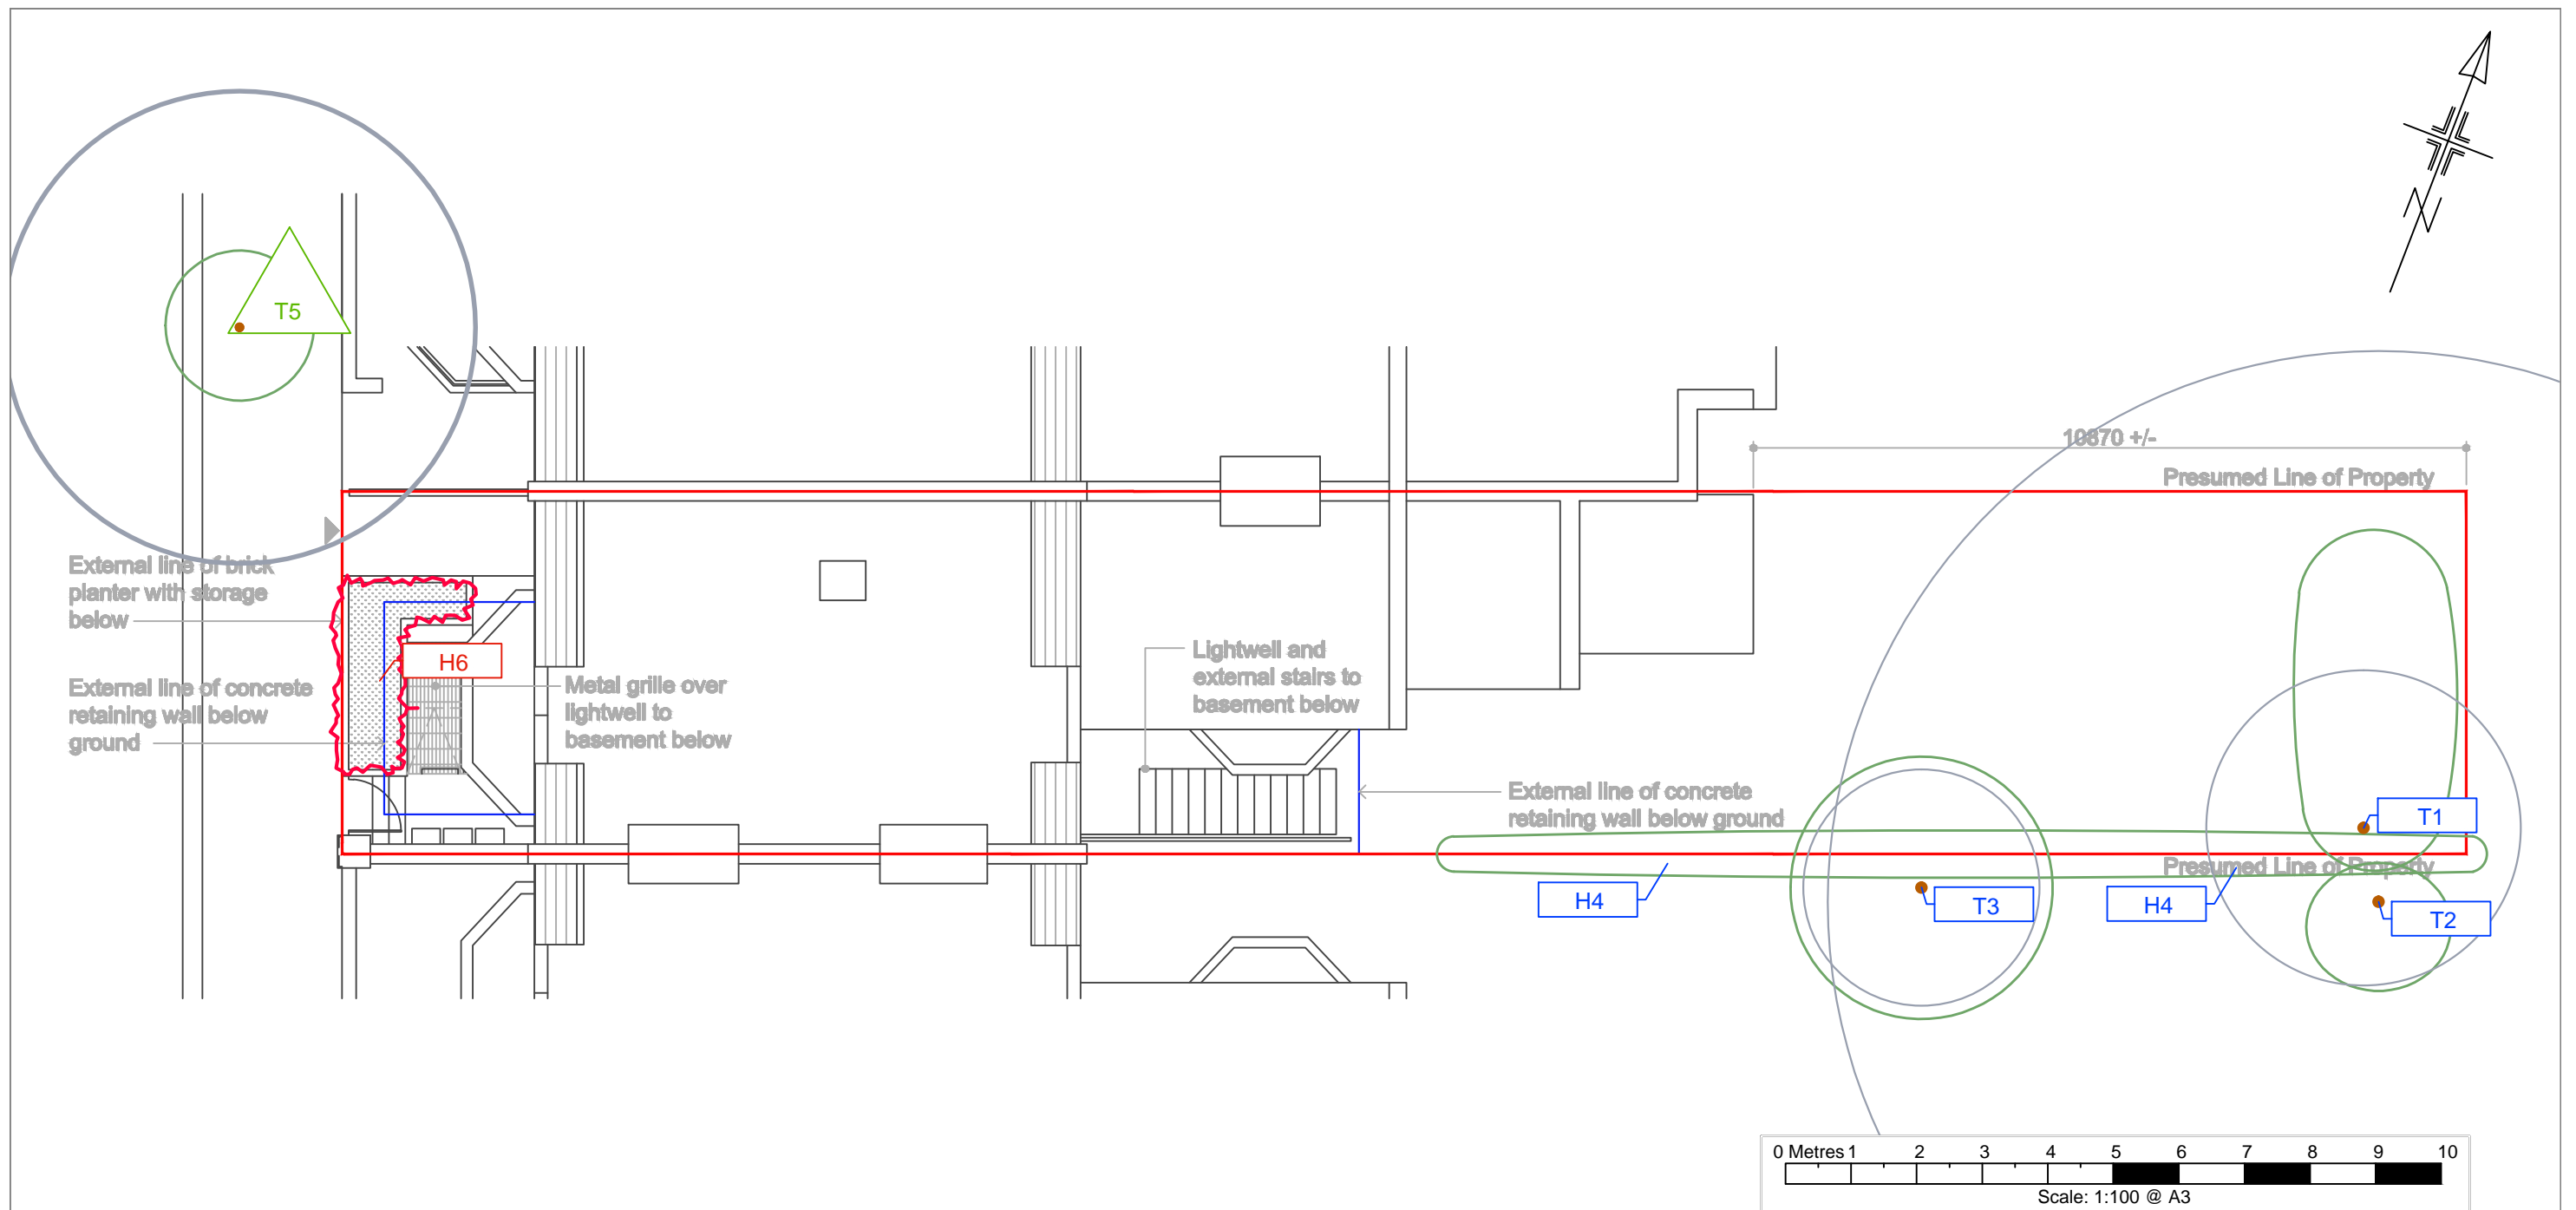 T5
10870 +/-
Presumed Line of Property
External line of brick
planter with storage
below
H6
External line of concrete
retaining wall below
ground
Metal grille over
lightwell to
basement below
Lightwell and
external stairs to
basement below
External line of concrete
retaining wall below ground
T1
Presumed Line of Property
H4
T3
H4
T2
N
0 Metres 1 2 3 4 5 6 7 8 9 10
Scale: 1:100 @ A3